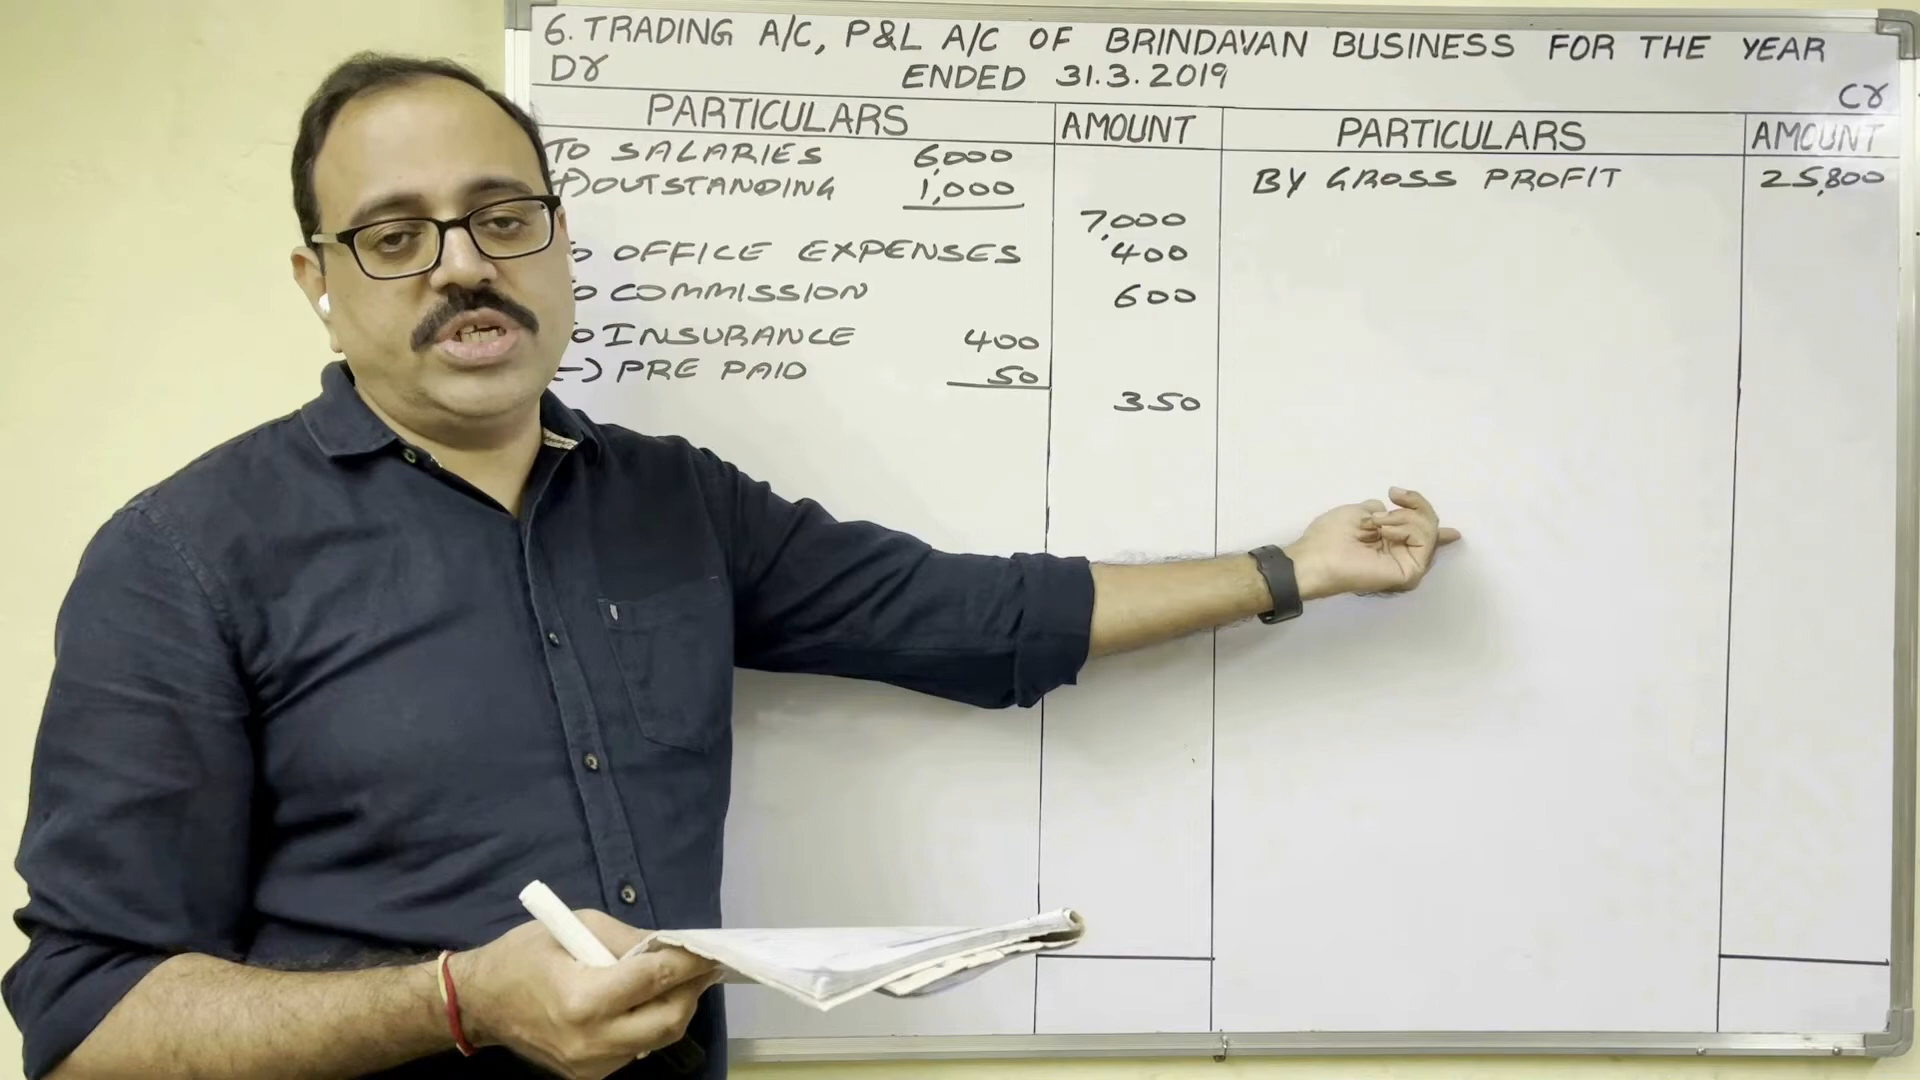 6. TRADING A/C, P&L A/C OF BRINDAVAN BUSINESS FOR THE YEAR
Dr ENDED 31.3.2019 Cr
PARTICULARS AMOUNT PARTICULARS AMOUNT
TO SALARIES 6,000
(+) OUTSTANDING 1,000 BY GROSS PROFIT 25,800
7,000
O OFFICE EXPENSES 400
O COMMISSION 600
O INSURANCE 400
-) PRE PAID 50
350